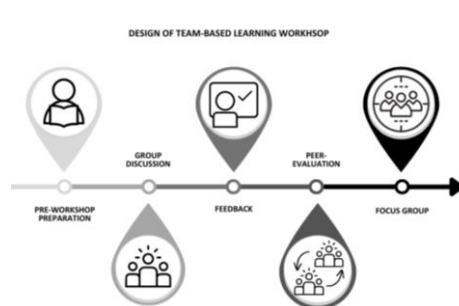 DESIGN OF TEAM-BASED LEARNING WORKHSOP
GROUP
DISCUSSION
PEER-
EVALUATION
PRE-WORKSHOP
PREPARATION
FEEDBACK
FOCUS GROUP